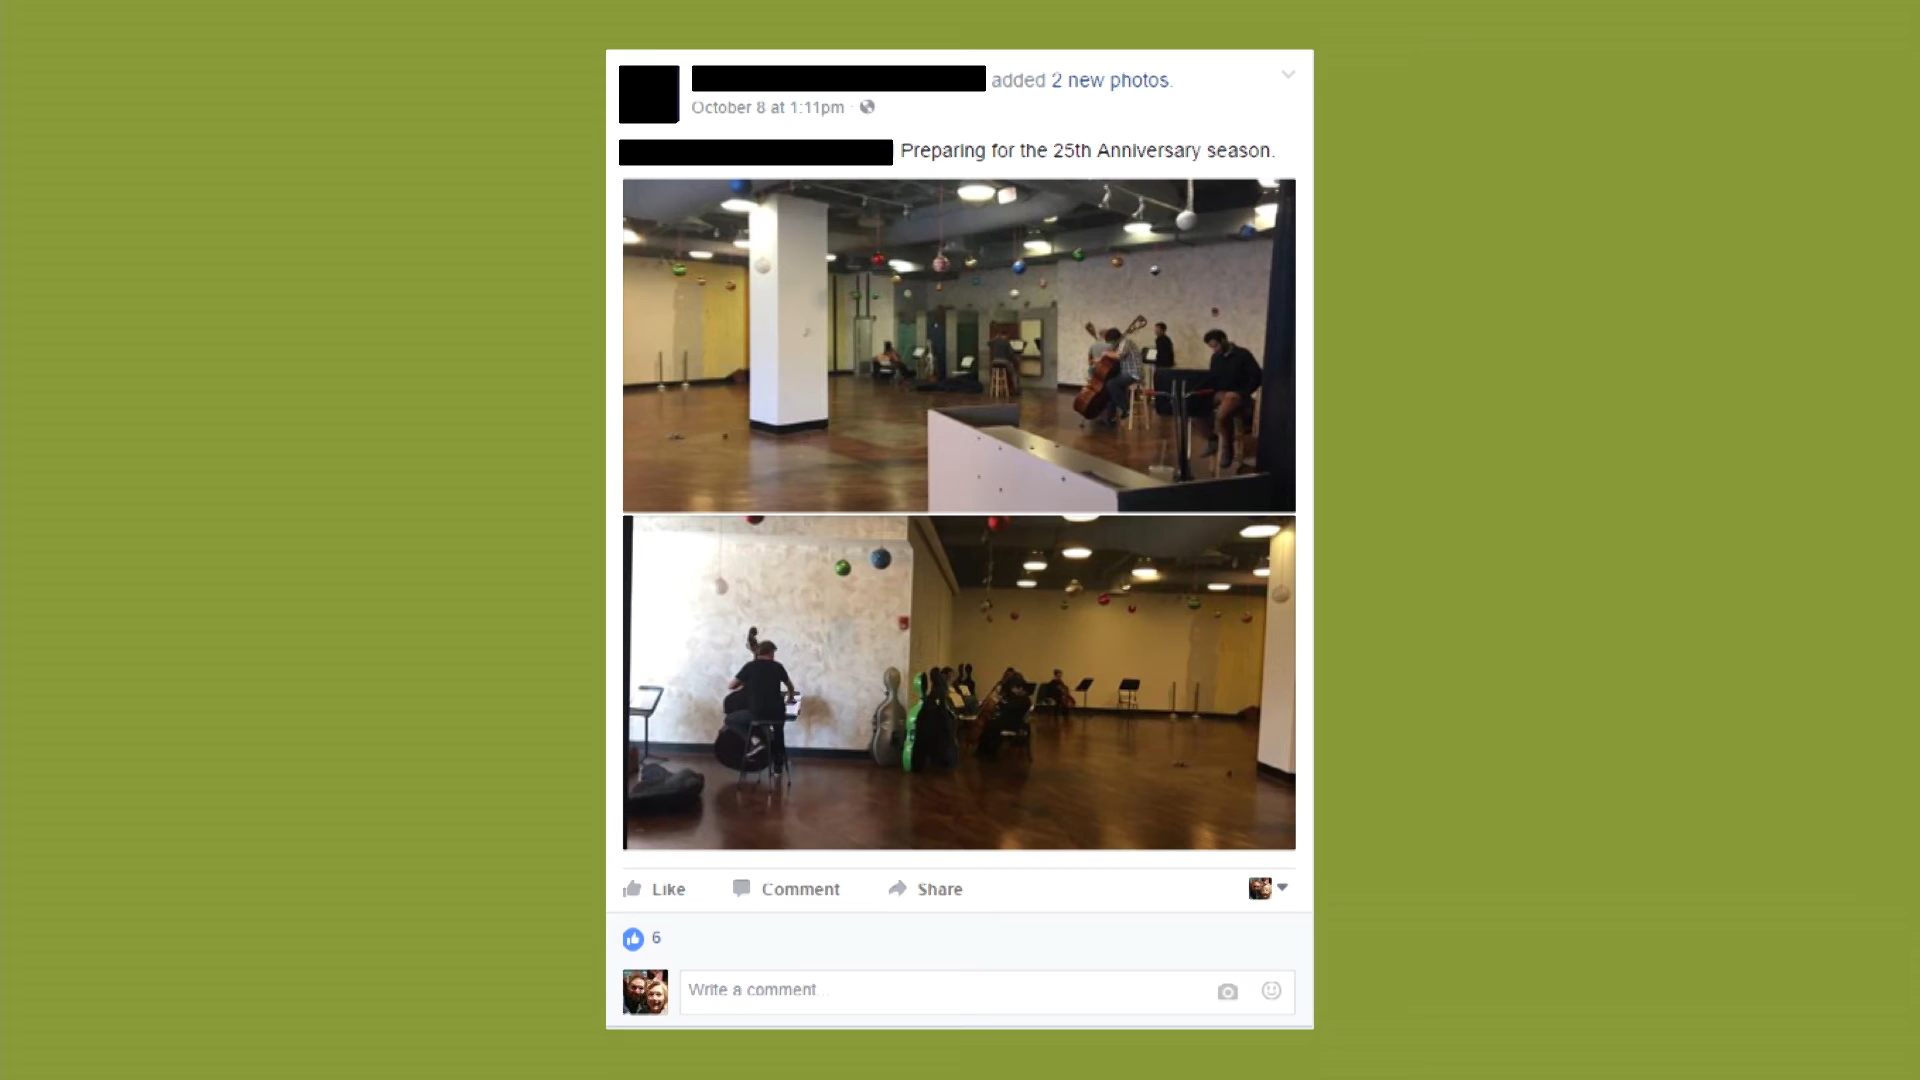 added 2 new photos.
October 8 at 1:11pm ·
Preparing for the 25th Anniversary season.
Like Comment Share
6
Write a comment...